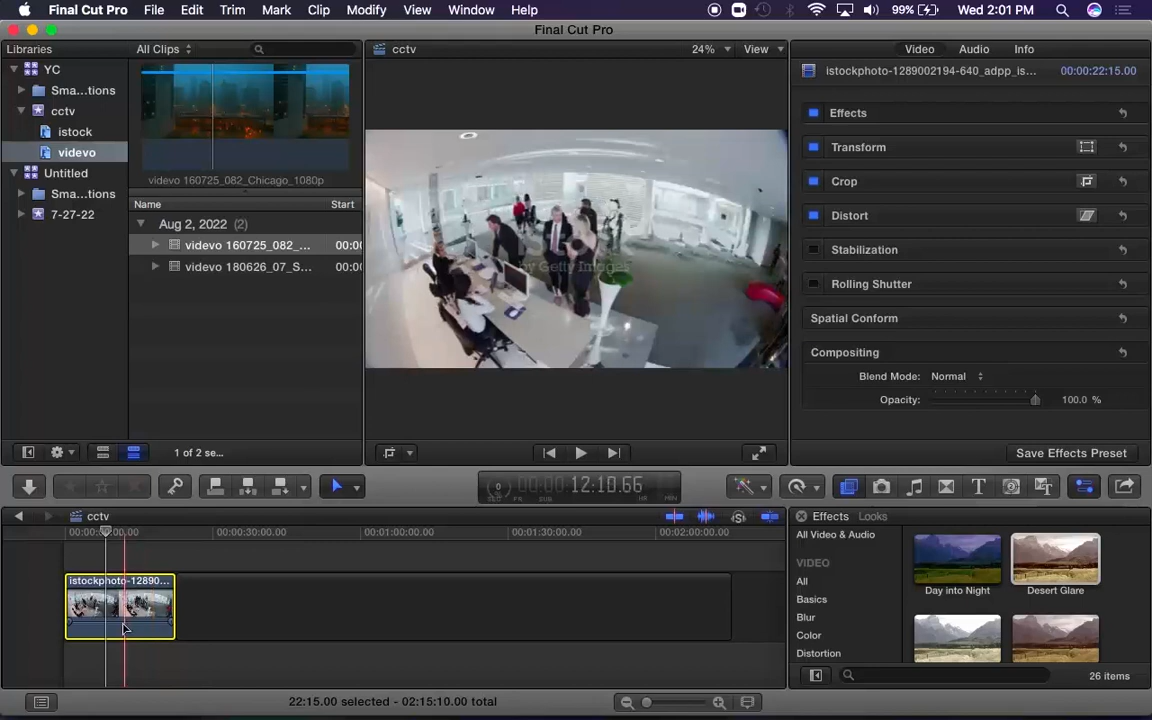 Final Cut Pro File Edit Trim Mark Clip Modify View Window Help 99% Wed 2:01 PM
Final Cut Pro
Libraries All Clips cctv 24% View Video Audio Info
YC
istockphoto-1289002194-640_adpp_is... 00:00:22:15.00
Sma...tions
cctv
Effects
istock
Transform
videvo
Untitled
videvo 160725_082_Chicago_1080p
Crop
Sma...tions
Name Start
7-27-22
Aug 2, 2022 (2)
Distort
videvo 160725_082_... 00:00
Stabilization
videvo 180626_07_S... 00:00
by Getty Images
Rolling Shutter
Spatial Conform
Compositing
Blend Mode: Normal
Opacity: 100.0 %
1 of 2 se...
Save Effects Preset
12:10.66
cctv
Effects Looks
00:00:30:00.00 00:01:00:00.00 00:01:30:00.00 00:02:00:00.00
All Video & Audio
VIDEO
All
istockphoto-12890...
Day into Night Desert Glare
Basics
Blur
Color
Distortion
26 items
22:15.00 selected - 02:15:10.00 total